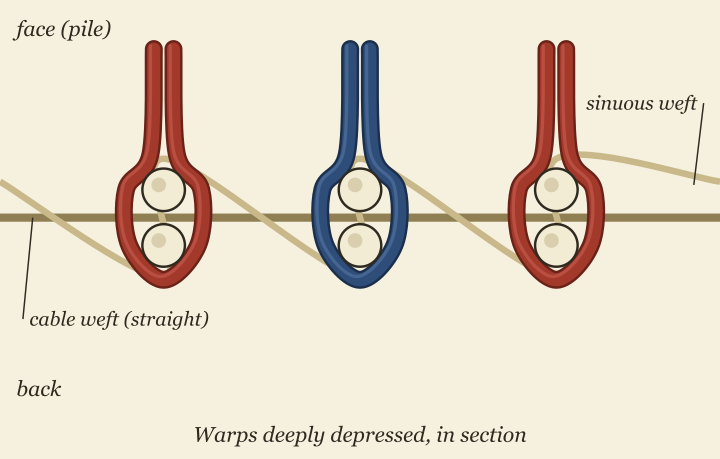 face (pile)
sinuous weft
cable weft (straight)
back
Warps deeply depressed, in section